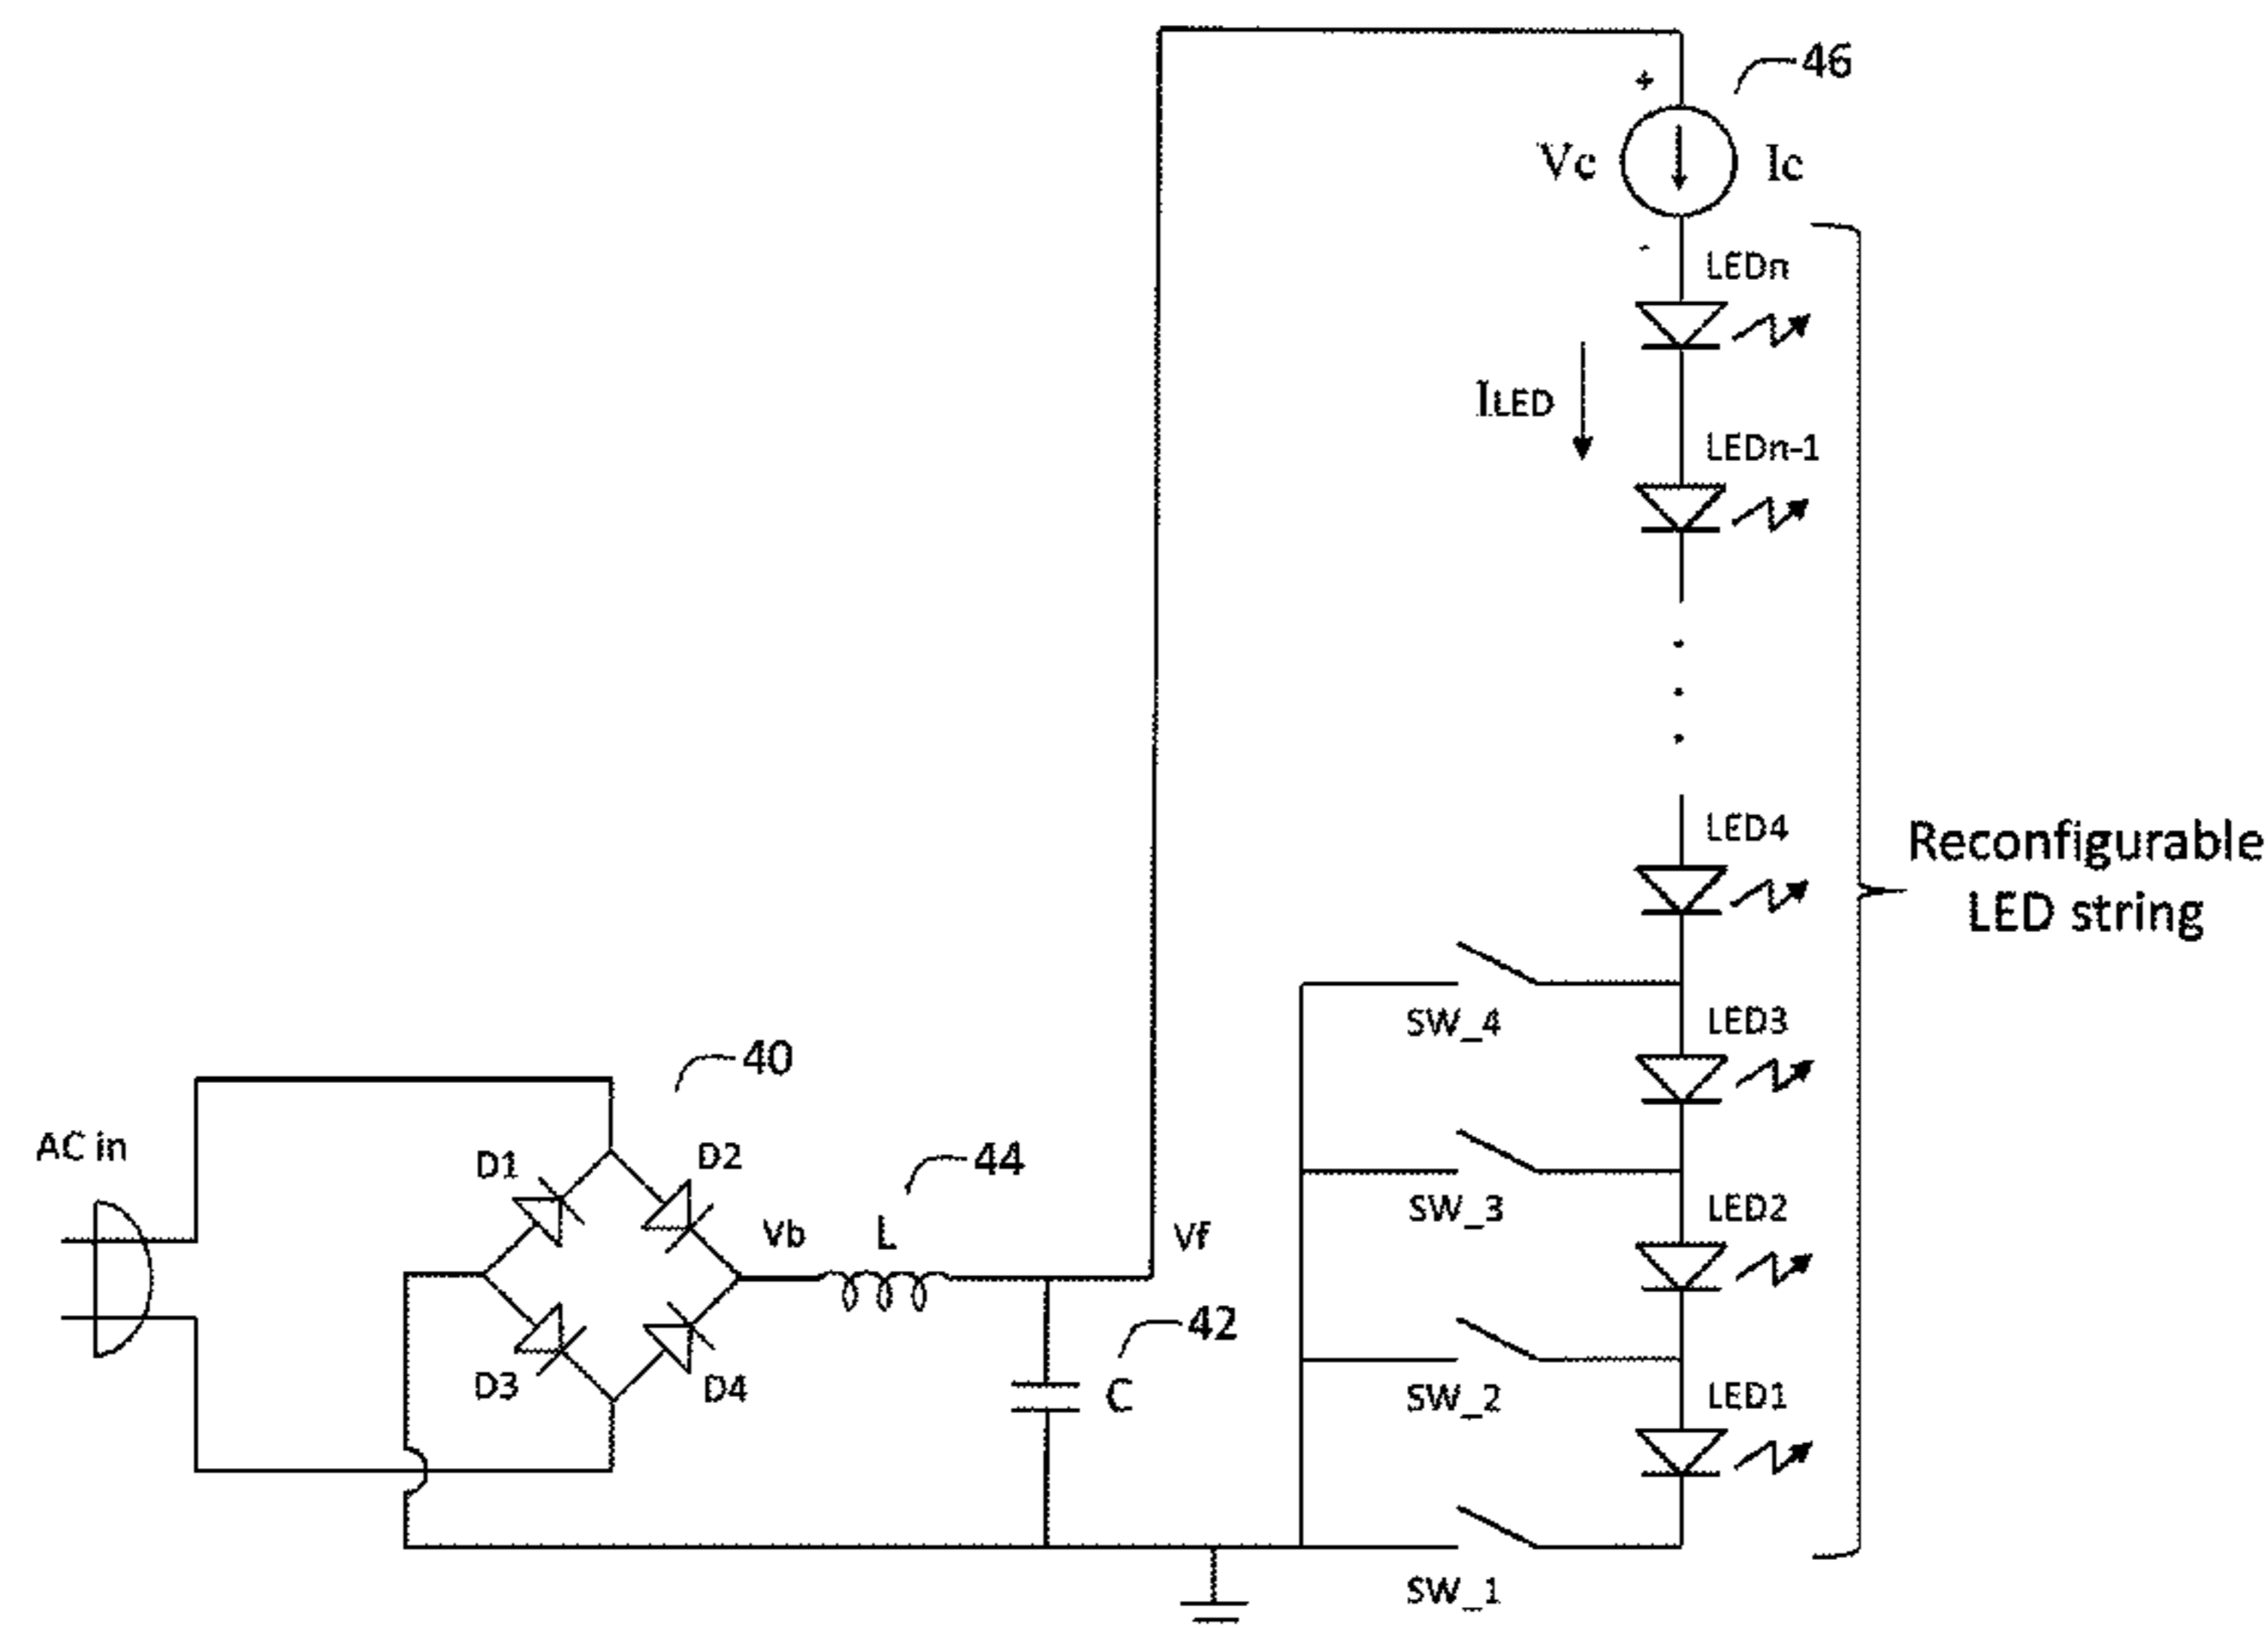 46
+
Vc
Ic
-
LEDn
ILED
LEDn-1
LED4
Reconfigurable
LED string
SW_4
LED3
40
AC in
D1
D2
44
SW_3
LED2
Vb
L
Vf
42
D3
D4
C
SW_2
LED1
SW_1